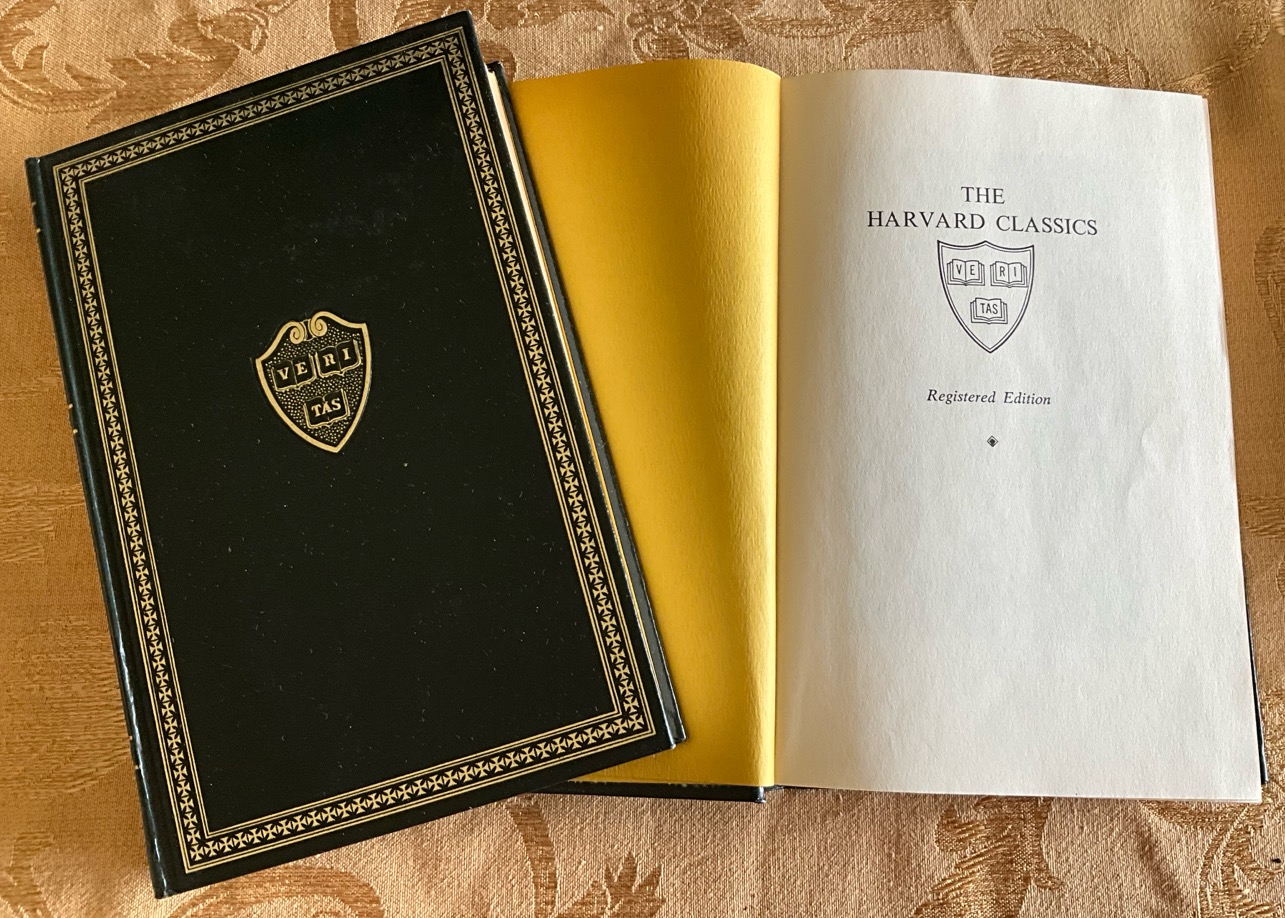 VE RI
TAS
THE
HARVARD CLASSICS
VE RI
TAS
Registered Edition